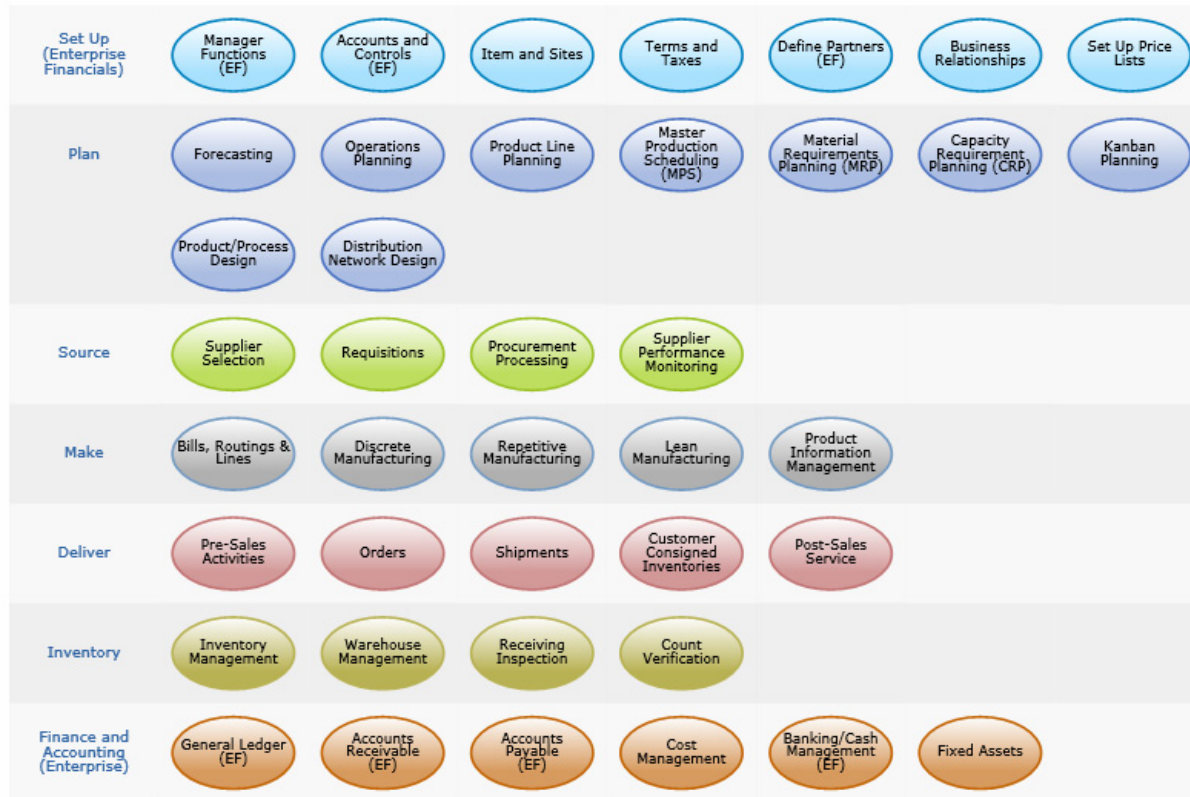 Set Up
(Enterprise
Financials)
Manager
Functions
(EF)
Accounts and
Controls
(EF)
Item and Sites
Terms and
Taxes
Define Partners
(EF)
Business
Relationships
Set Up Price
Lists
Plan
Forecasting
Operations
Planning
Product Line
Planning
Master
Production
Scheduling
(MPS)
Material
Requirements
Planning (MRP)
Capacity
Requirement
Planning (CRP)
Kanban
Planning
Product/Process
Design
Distribution
Network Design
Source
Supplier
Selection
Requisitions
Procurement
Processing
Supplier
Performance
Monitoring
Make
Bills, Routings &
Lines
Discrete
Manufacturing
Repetitive
Manufacturing
Lean
Manufacturing
Product
Information
Management
Deliver
Pre-Sales
Activities
Orders
Shipments
Customer
Consigned
Inventories
Post-Sales
Service
Inventory
Inventory
Management
Warehouse
Management
Receiving
Inspection
Count
Verification
Finance and
Accounting
(Enterprise)
General Ledger
(EF)
Accounts
Receivable
(EF)
Accounts
Payable
(EF)
Cost
Management
Banking/Cash
Management
(EF)
Fixed Assets